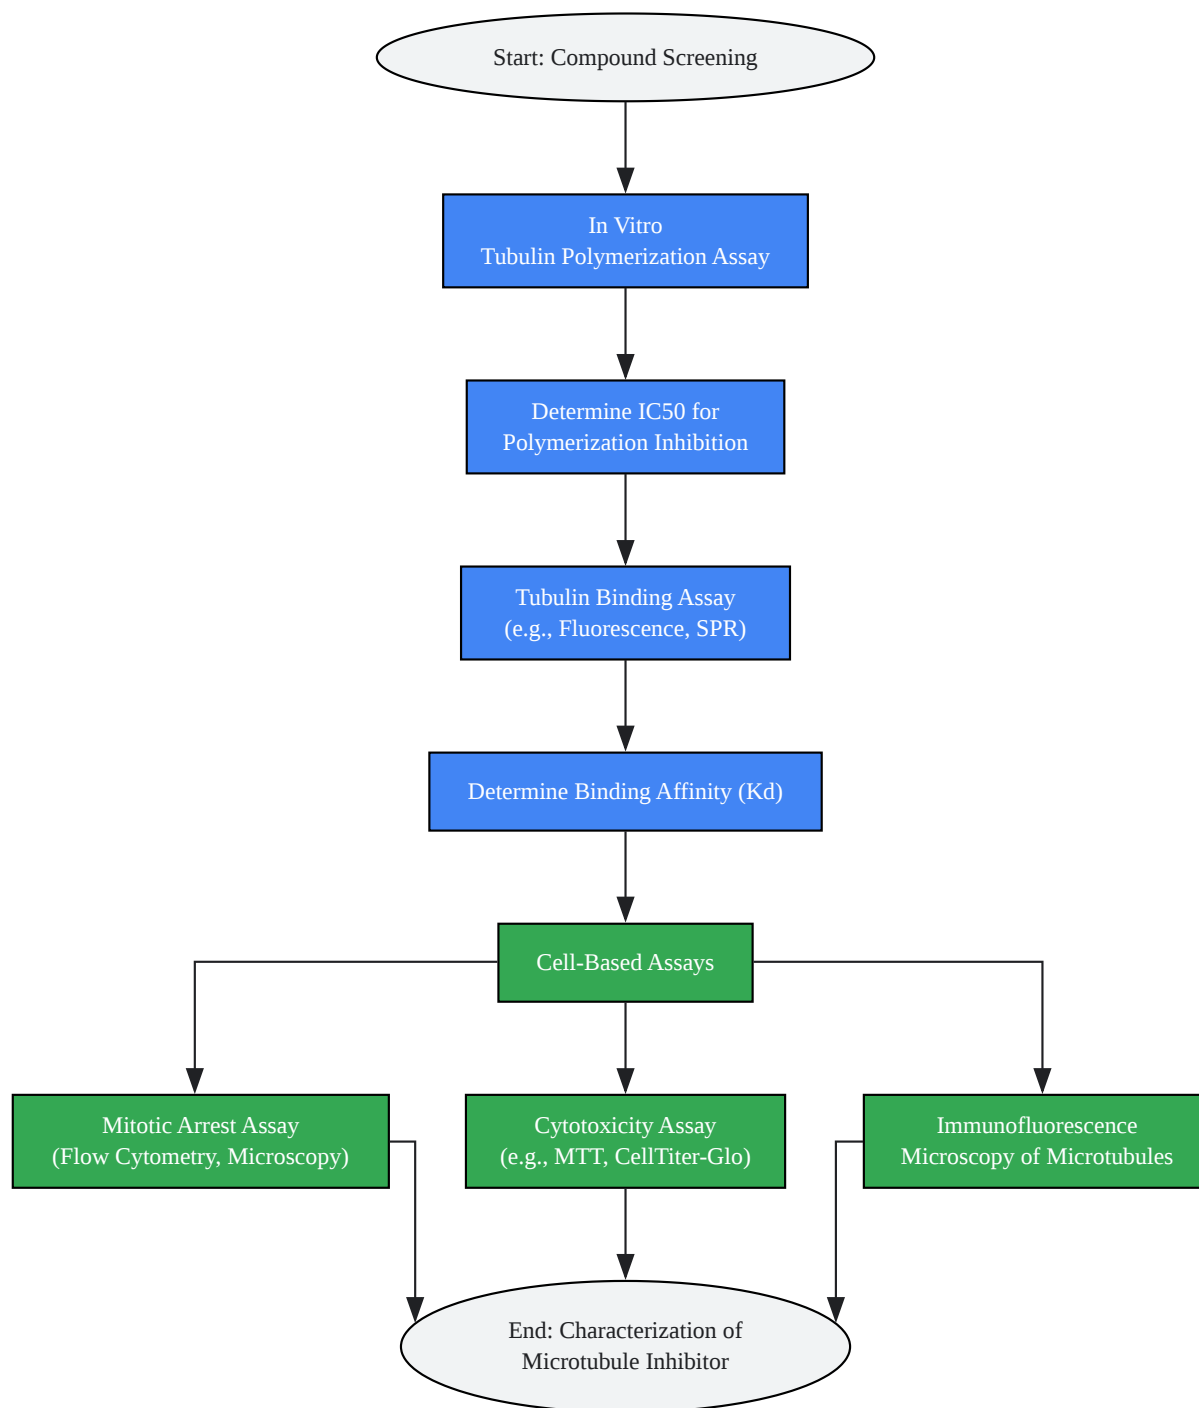 Start: Compound Screening
In Vitro
Tubulin Polymerization Assay
Determine IC50 for
Polymerization Inhibition
Tubulin Binding Assay
(e.g., Fluorescence, SPR)
Determine Binding Affinity (Kd)
Cell-Based Assays
Mitotic Arrest Assay
(Flow Cytometry, Microscopy)
Cytotoxicity Assay
(e.g., MTT, CellTiter-Glo)
Immunofluorescence
Microscopy of Microtubules
End: Characterization of
Microtubule Inhibitor